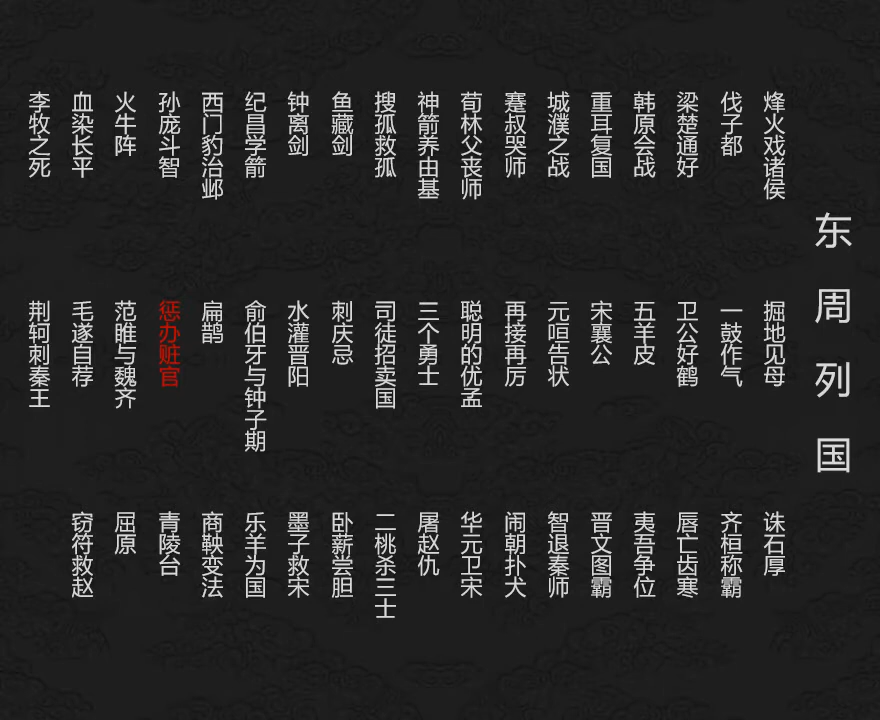 东周列国
烽火戏诸侯
掘地见母
诛石厚
伐子都
一鼓作气
齐桓称霸
梁楚通好
卫公好鹤
唇亡齿寒
韩原会战
五羊皮
夷吾争位
重耳复国
宋襄公
晋文图霸
城濮之战
元咺告状
智退秦师
蹇叔哭师
再接再厉
闹朝扑犬
荀林父丧师
聪明的优孟
华元卫宋
神箭养由基
三个勇士
屠赵仇
搜孤救孤
司徒招卖国
二桃杀三士
鱼藏剑
刺庆忌
卧薪尝胆
钟离剑
水灌晋阳
墨子救宋
纪昌学箭
俞伯牙与钟子期
乐羊为国
西门豹治邺
扁鹊
商鞅变法
孙庞斗智
惩办赃官
青陵台
火牛阵
范睢与魏齐
屈原
血染长平
毛遂自荐
窃符救赵
李牧之死
荆轲刺秦王